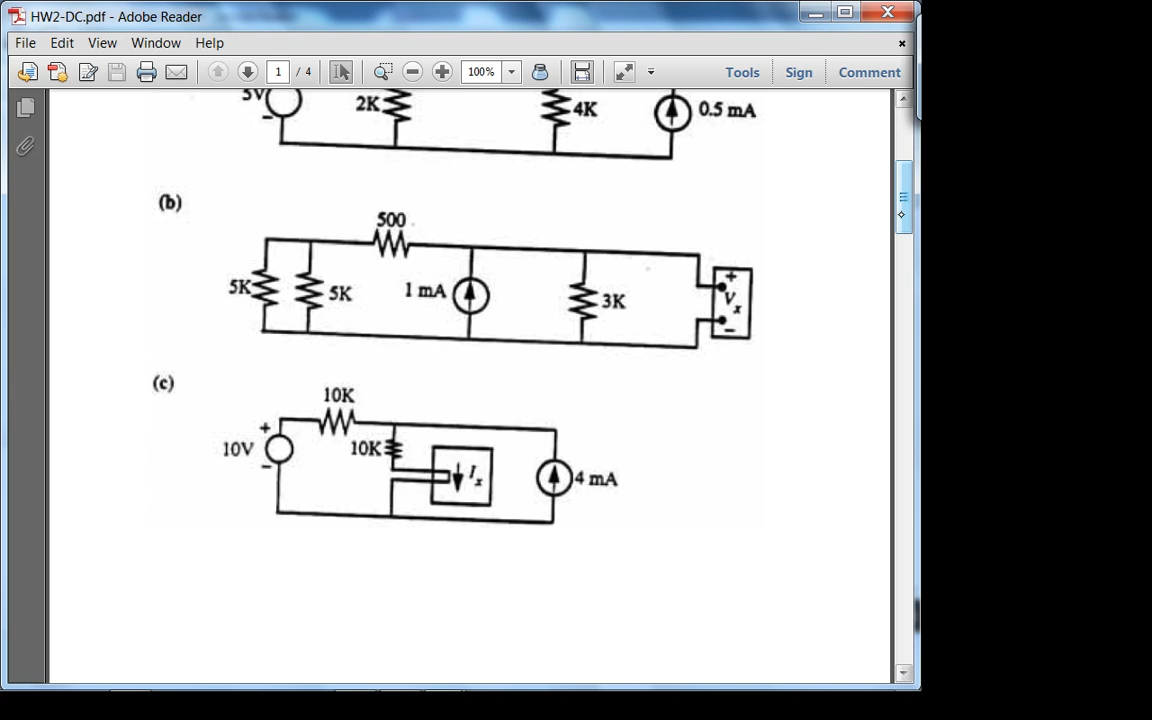 HW2-DC.pdf - Adobe Reader
File Edit View Window Help
1 / 4 100% Tools Sign Comment
5V 2K 4K 0.5 mA
+
-
(b)
500
5K 5K 1 mA 3K + Vx -
(c)
10K
+ 10V - 10K Ix 4 mA